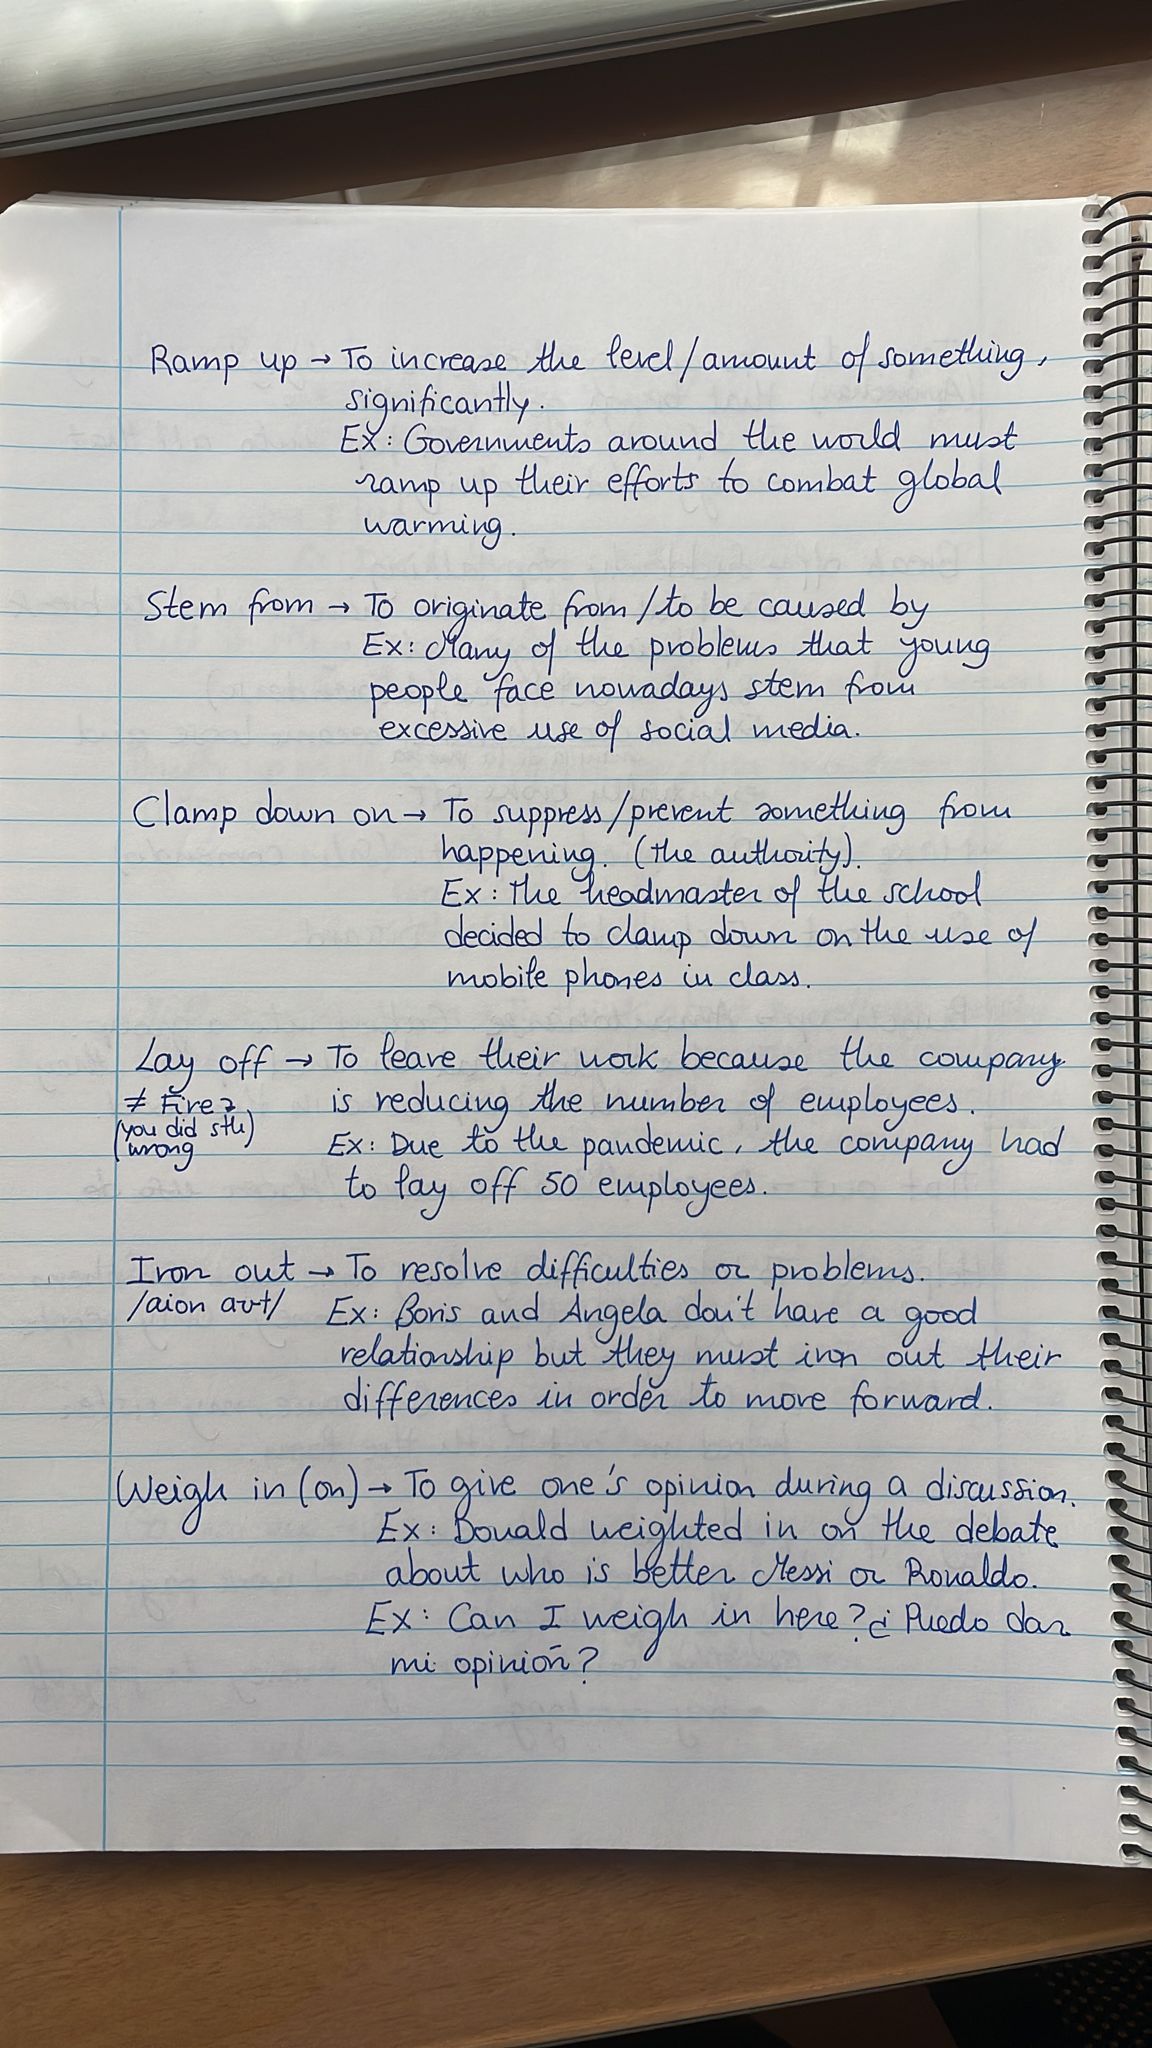 Ramp up → To increase the level/amount of something,
significantly.
Ex: Governments around the world must
ramp up their efforts to combat global
warming.
Stem from → To originate from/to be caused by
Ex: Many of the problems that young
people face nowadays stem from
excessive use of social media.
Clamp down on → To suppress/prevent something from
happening. (the authority).
Ex: The headmaster of the school
decided to clamp down on the use of
mobile phones in class.
Lay off → To leave their work because the company
≠ Fire → is reducing the number of employees.
(you did sth) Ex: Due to the pandemic, the company had
wrong
to lay off 50 employees.
Iron out → To resolve difficulties or problems.
/aion aut/ Ex: Boris and Angela don't have a good
relationship but they must iron out their
differences in order to move forward.
Weigh in (on) → To give one's opinion during a discussion.
Ex: Donald weighted in on the debate
about who is better Messi or Ronaldo.
Ex: Can I weigh in here? ¿Puedo dar
mi opinión?